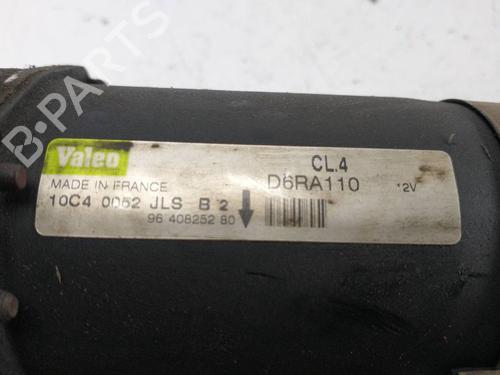 B-PARTS
Valeo
CL.4
MADE IN FRANCE
D6RA110 12V
10C4 0052 JLS B 2
96 408252 80